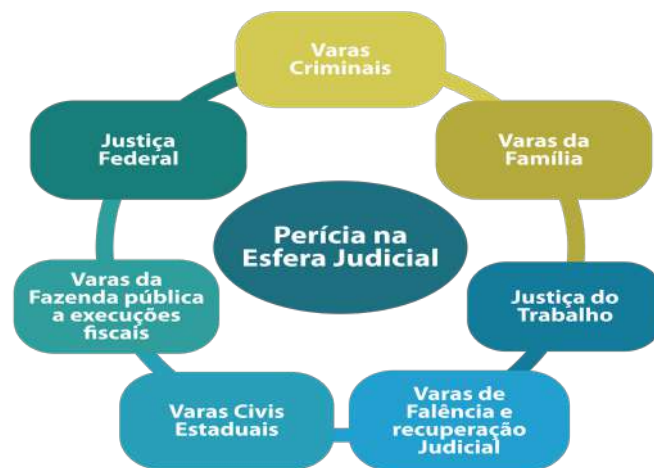 Varas
Criminais
Justiça
Federal
Varas da
Família
Perícia na
Esfera Judicial
Varas da
Fazenda pública
a execuções
fiscais
Justiça do
Trabalho
Varas Civis
Estaduais
Varas de
Falência e
recuperação
Judicial